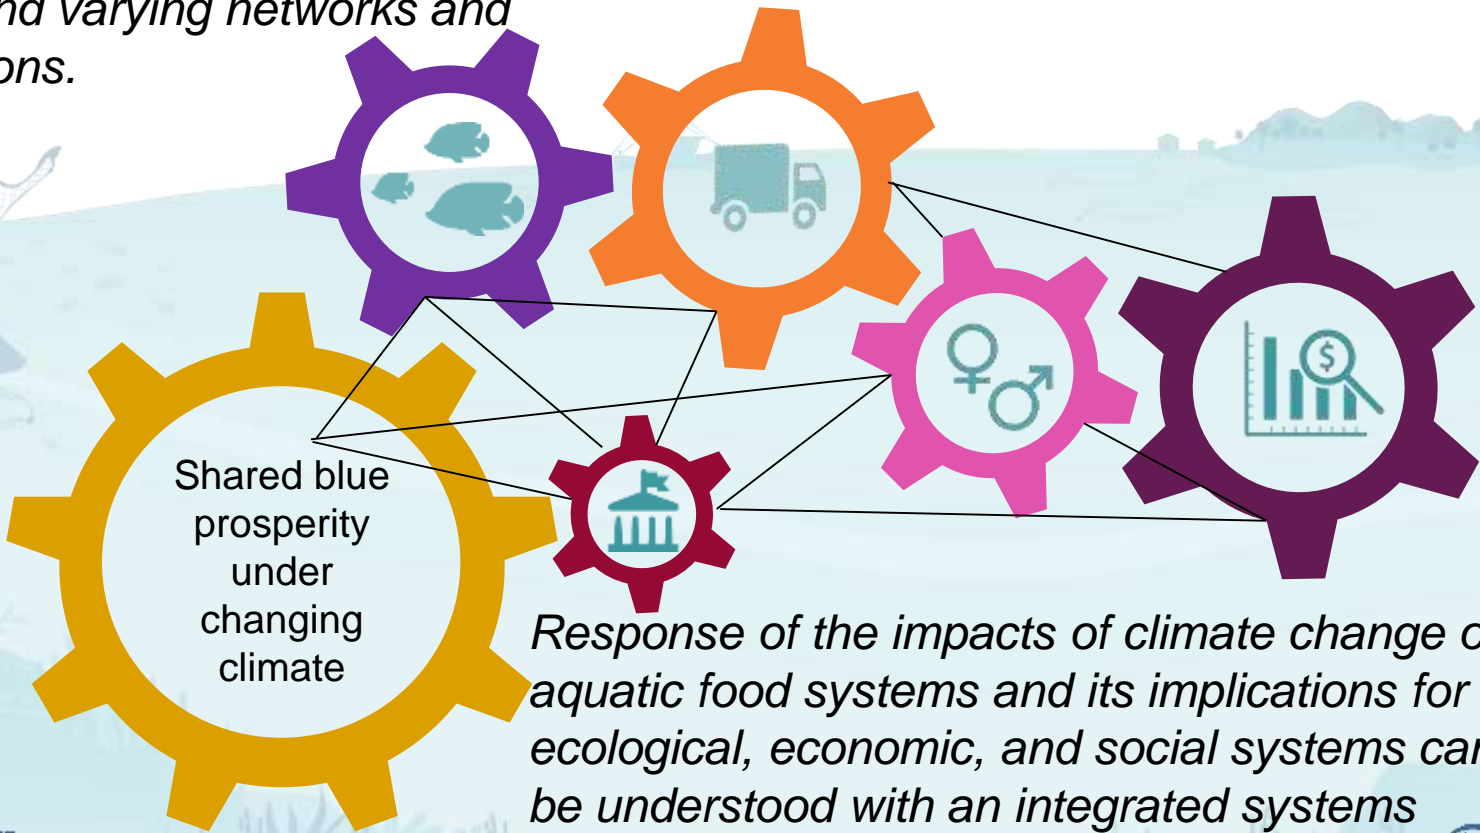 nd varying networks and
ons.
Shared blue
prosperity
under
changing
climate
$
Response of the impacts of climate change o
aquatic food systems and its implications for
ecological, economic, and social systems can
be understood with an integrated systems